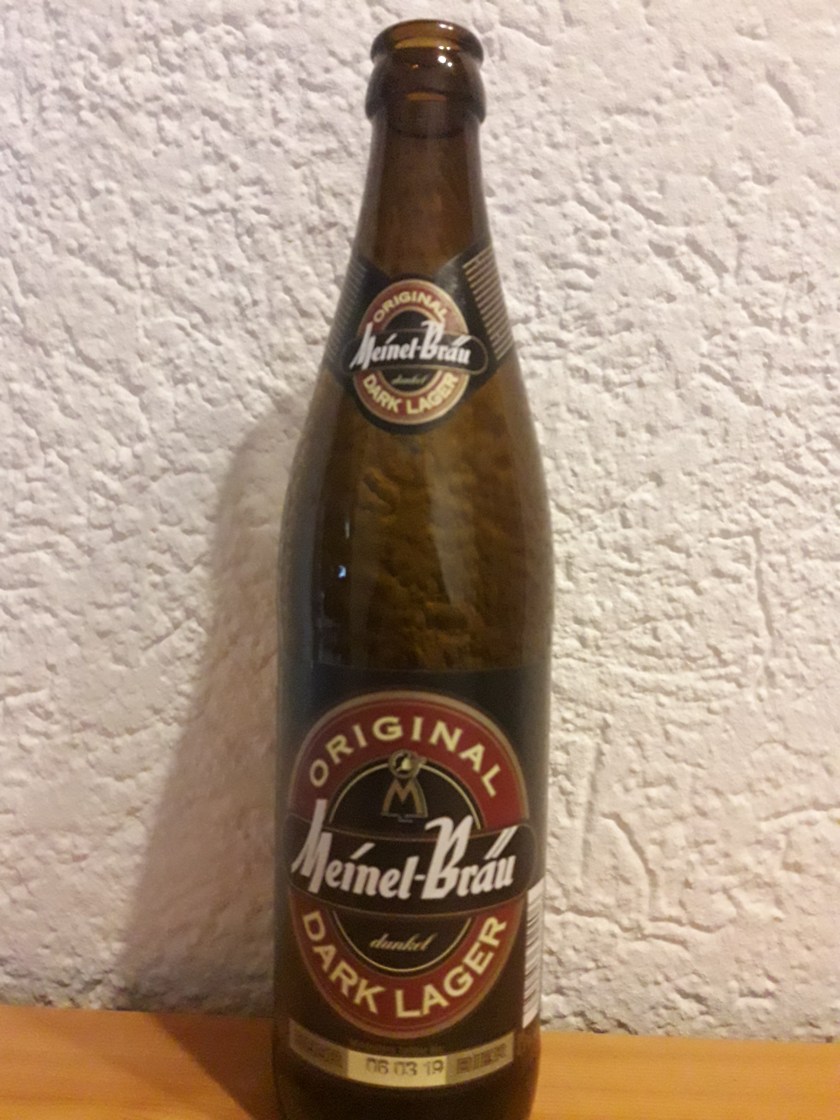 ORIGINAL
Meinel-Bräu
dunkel
DARK LAGER
ORIGINAL
M
Meinel-Bräu
dunkel
DARK LAGER
06 03 19